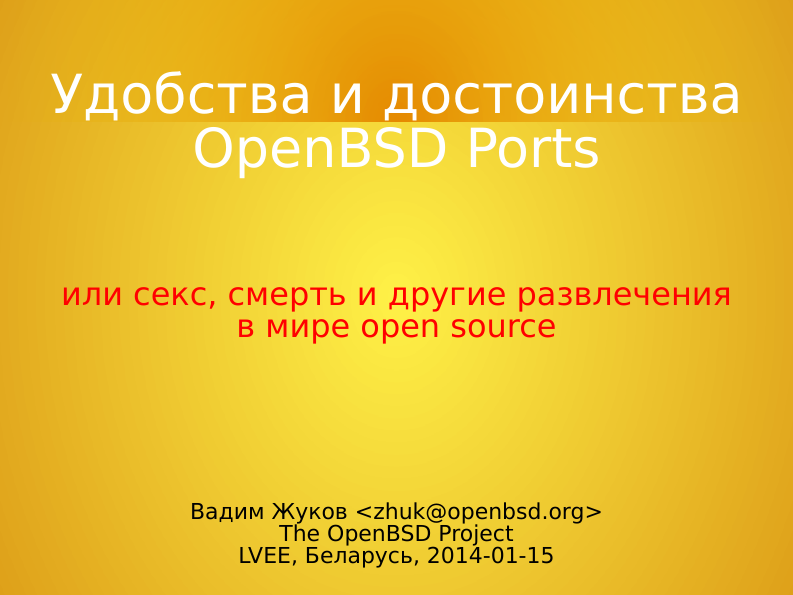 Удобства и достоинства
OpenBSD Ports
или секс, смерть и другие развлечения
в мире open source
Вадим Жуков <zhuk@openbsd.org>
The OpenBSD Project
LVEE, Беларусь, 2014-01-15